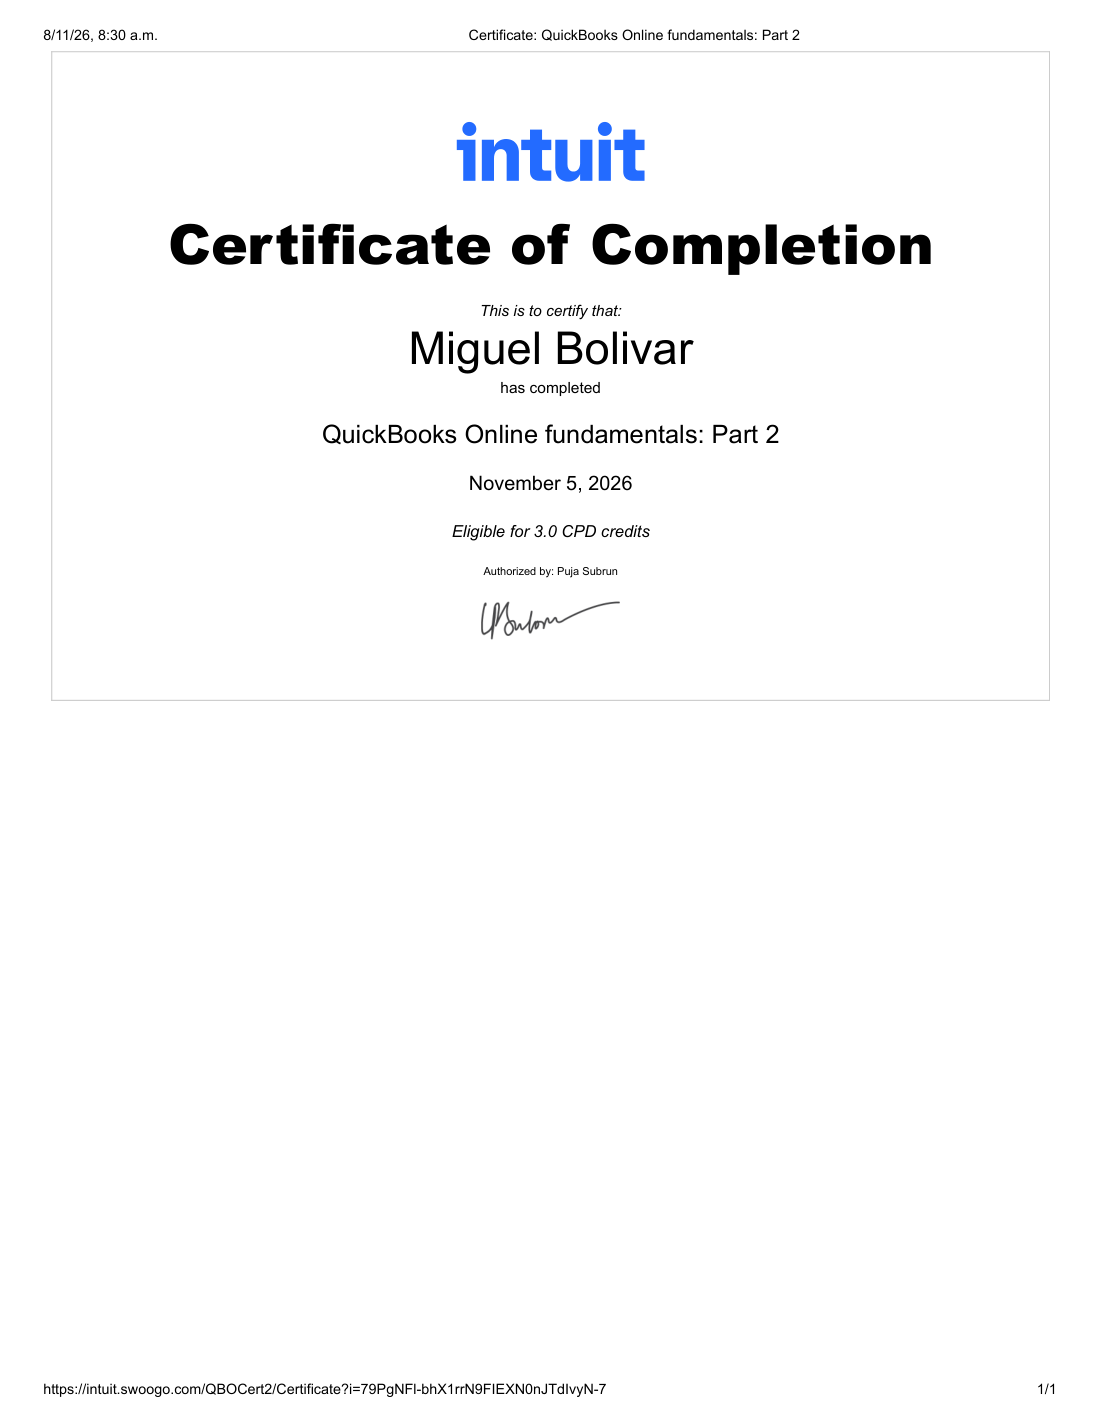 8/11/26, 8:30 a.m.
Certificate: QuickBooks Online fundamentals: Part 2
intuit
Certificate of Completion
This is to certify that:
Miguel Bolivar
has completed
QuickBooks Online fundamentals: Part 2
November 5, 2026
Eligible for 3.0 CPD credits
Authorized by: Puja Subrun
https://intuit.swoogo.com/QBOCert2/Certificate?i=79PgNFl-bhX1rrN9FIEXN0nJTdIvyN-7
1/1